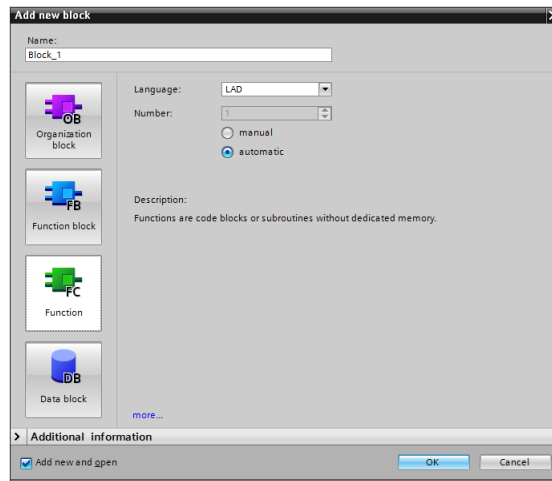 Add new block
Name:
Block_1
OB
Organization
block
FB
Function block
FC
Function
DB
Data block
Language:
LAD
Number:
1
manual
automatic
Description:
Functions are code blocks or subroutines without dedicated memory.
more...
Additional information
Add new and open
OK
Cancel